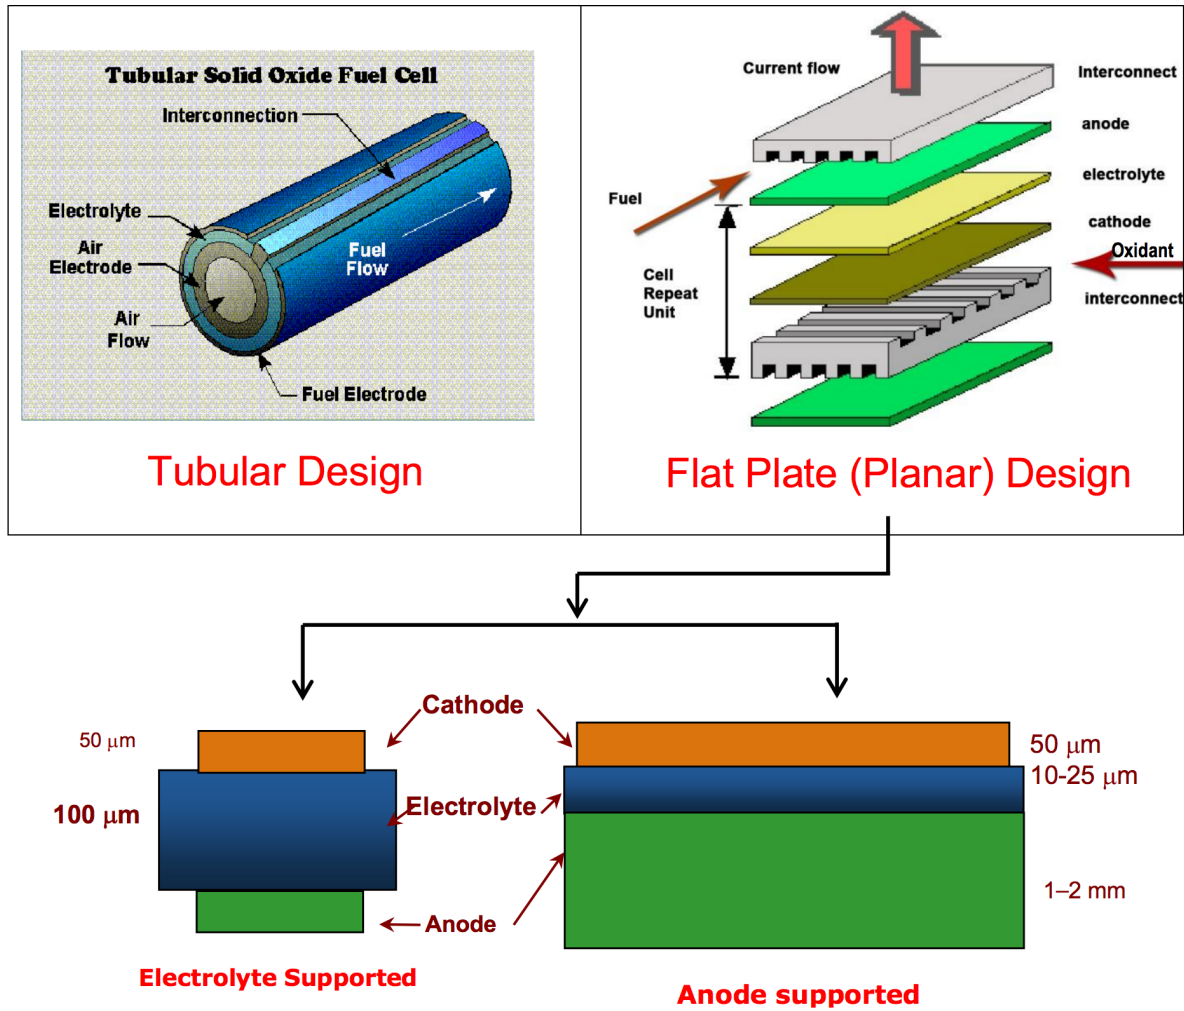 Tubular Solid Oxide Fuel Cell
Interconnection
Electrolyte
Air
Electrode
Air
Flow
Fuel
Flow
Fuel Electrode
Tubular Design
Current flow
Interconnect
anode
Fuel
electrolyte
cathode
Oxidant
Cell
Repeat
Unit
interconnect
Flat Plate (Planar) Design
Cathode
50 μm
50 μm
10-25 μm
100 μm
Electrolyte
1–2 mm
Anode
Electrolyte Supported
Anode supported